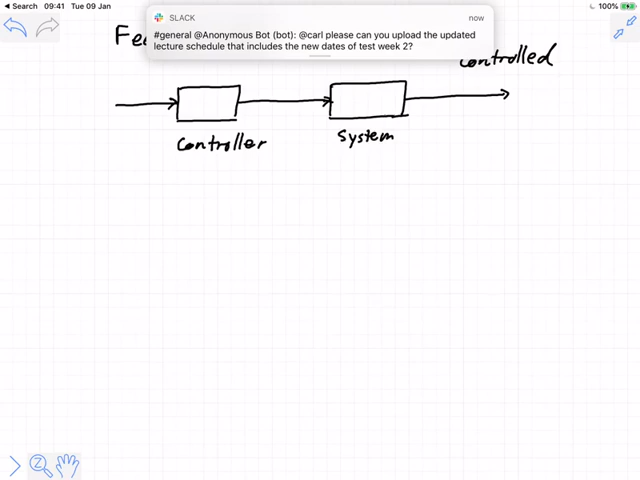 Search 09:41 Tue 09 Jan 100%
SLACK now
#general @Anonymous Bot (bot): @carl please can you upload the updated
lecture schedule that includes the new dates of test week 2?
controlled
controller
system